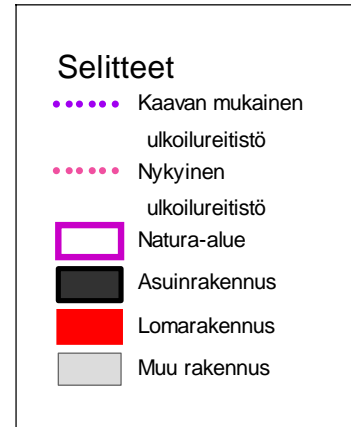 Selitteet
Kaavan mukainen
ulkoilureitistö
Nykyinen
ulkoilureitistö
Natura-alue
Asuinrakennus
Lomarakennus
Muu rakennus